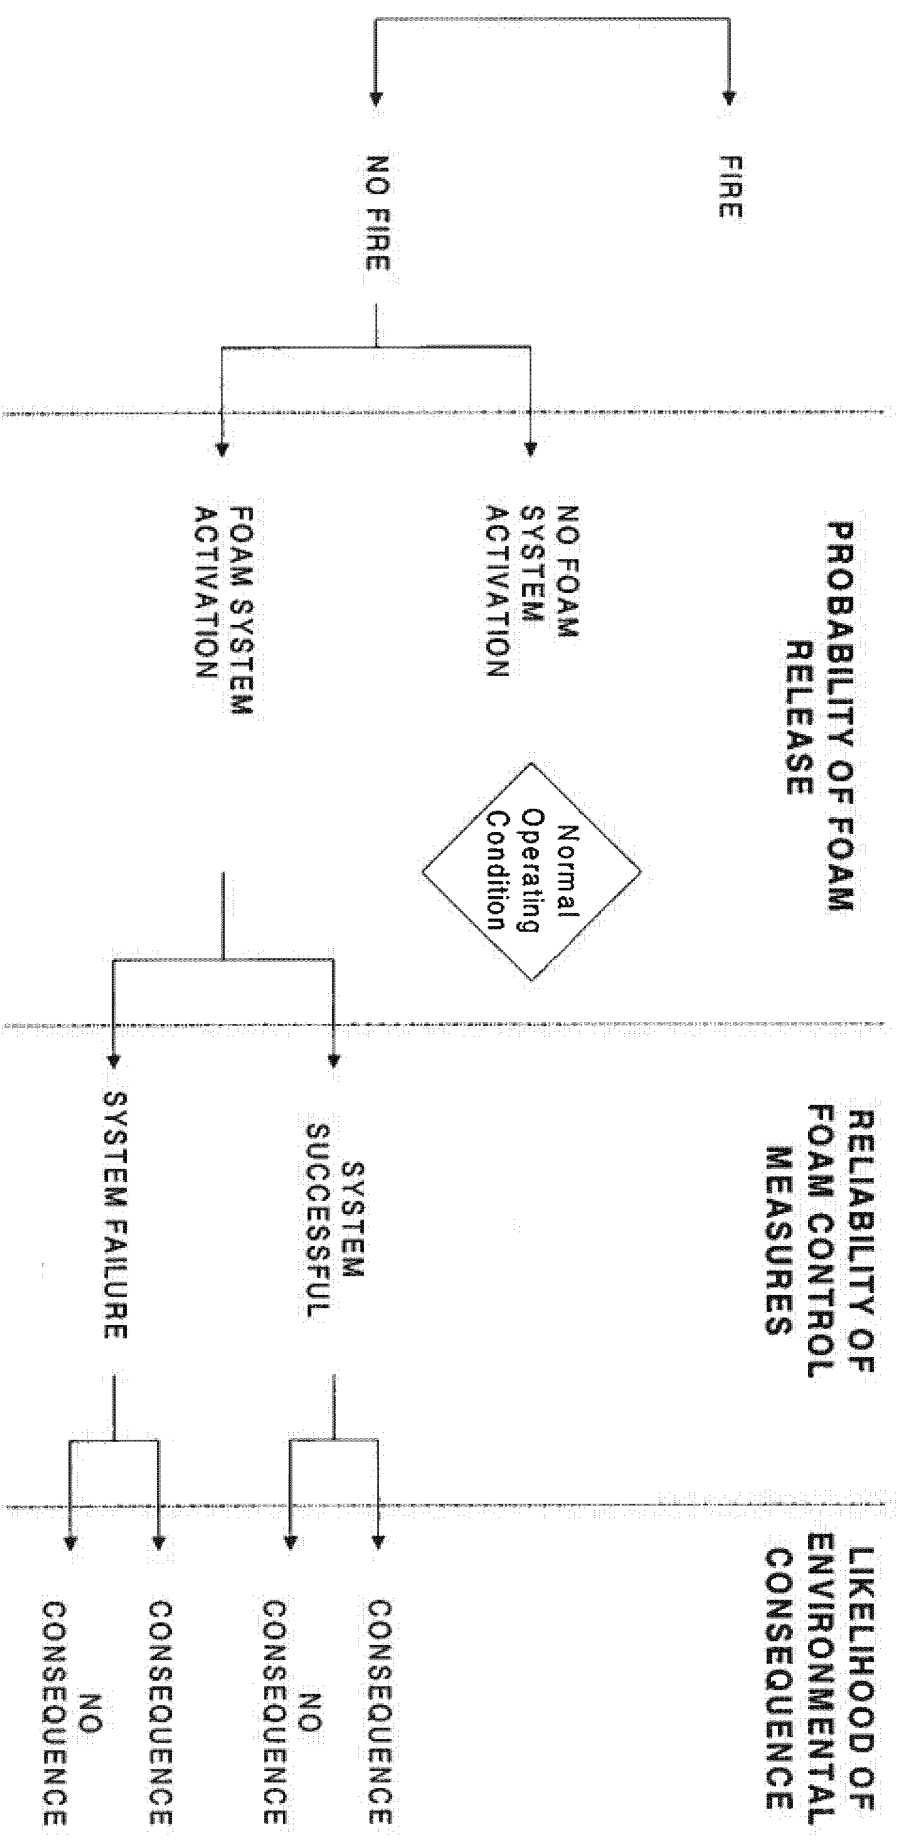 PROBABILITY OF FOAM
RELEASE
RELIABILITY OF
FOAM CONTROL
MEASURES
LIKELIHOOD OF
ENVIRONMENTAL
CONSEQUENCE
FIRE
NO FIRE
NO FOAM
SYSTEM
ACTIVATION
Normal
Operating
Condition
FOAM SYSTEM
ACTIVATION
SYSTEM
SUCCESSFUL
SYSTEM FAILURE
CONSEQUENCE
NO
CONSEQUENCE
CONSEQUENCE
NO
CONSEQUENCE